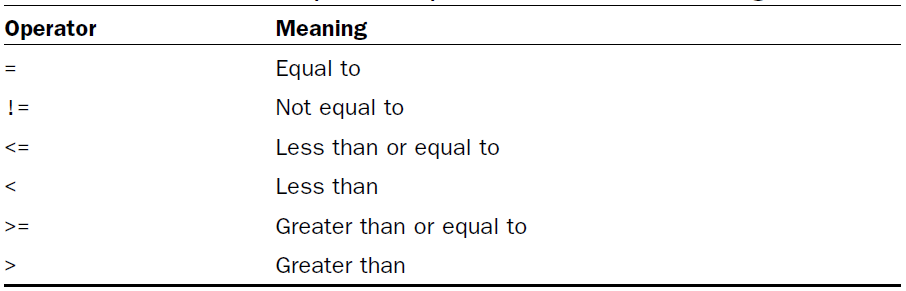 Operator Meaning
= Equal to
!= Not equal to
<= Less than or equal to
< Less than
>= Greater than or equal to
> Greater than